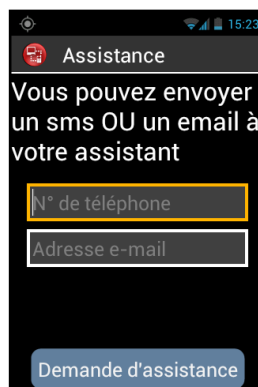 15:23
Assistance
Vous pouvez envoyer
un sms OU un email à
votre assistant
N° de téléphone
Adresse e-mail
Demande d'assistance